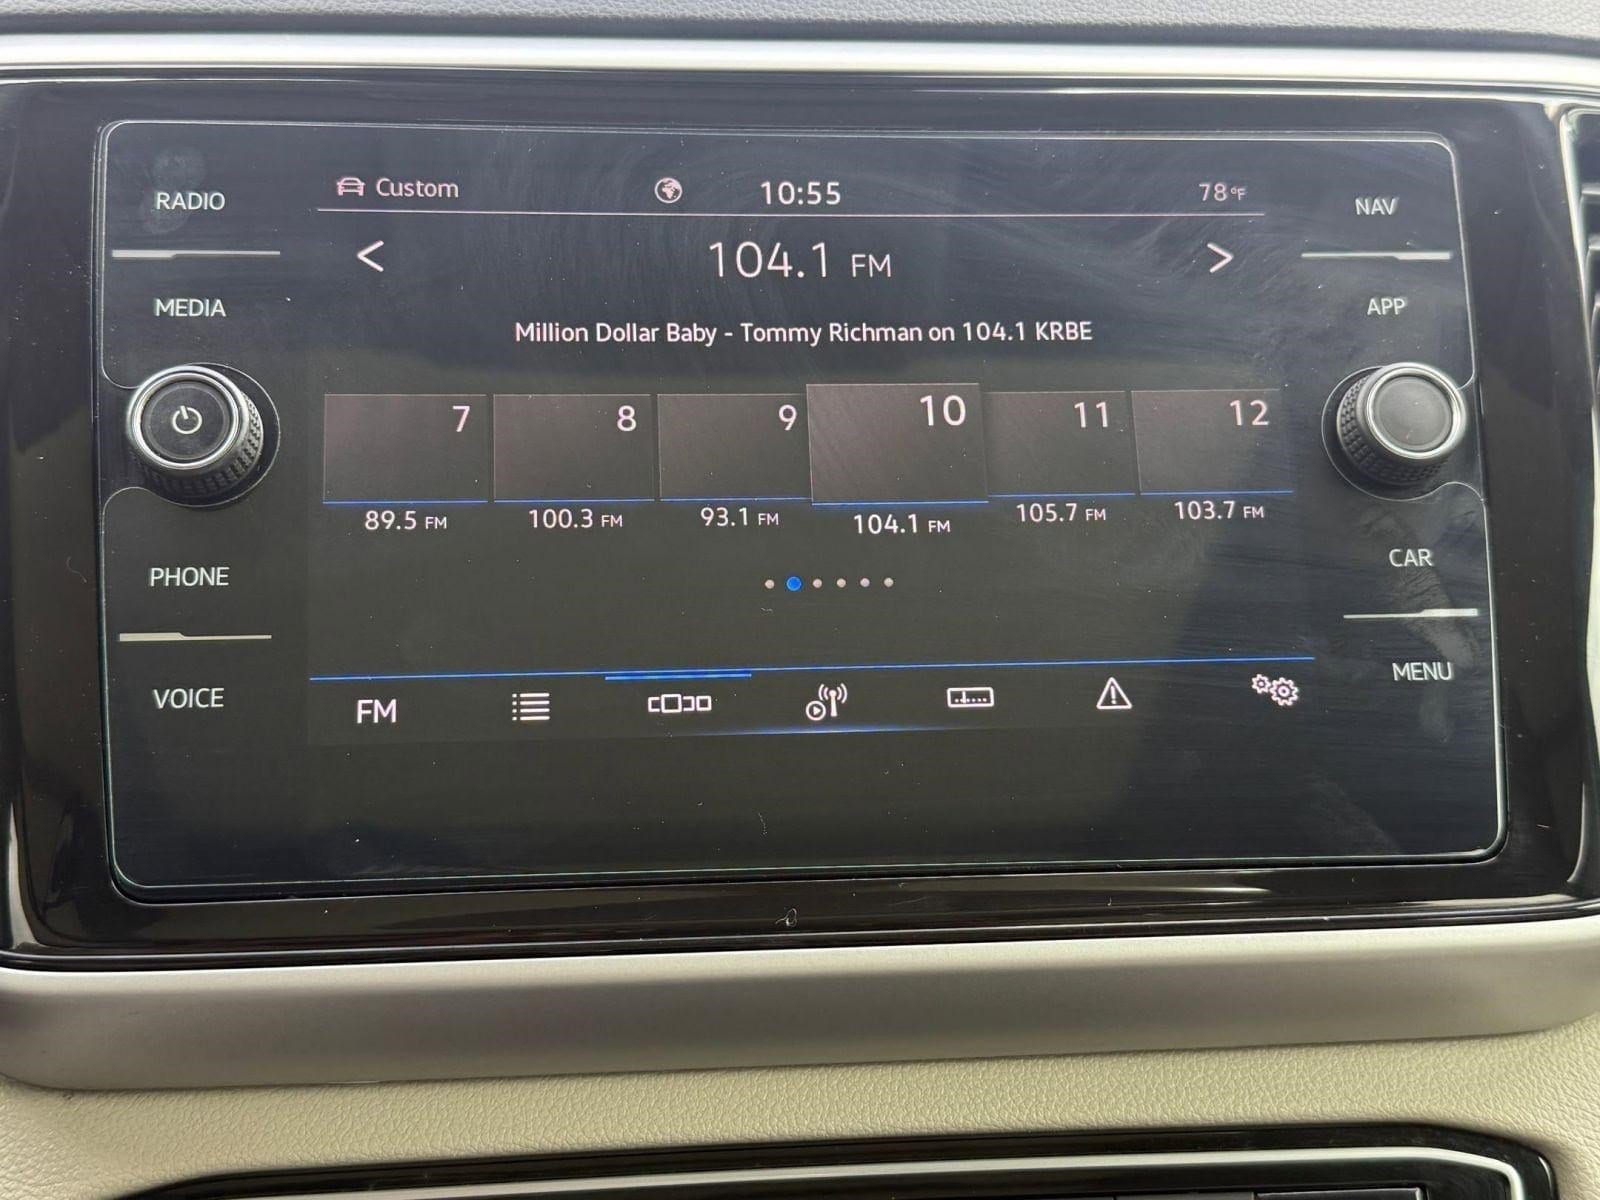 RADIO
Custom
10:55
78°F
NAV
MEDIA
104.1 FM
APP
Million Dollar Baby - Tommy Richman on 104.1 KRBE
7 8 9 10 11 12
89.5 FM 100.3 FM 93.1 FM 104.1 FM 105.7 FM 103.7 FM
PHONE
CAR
VOICE
FM
MENU